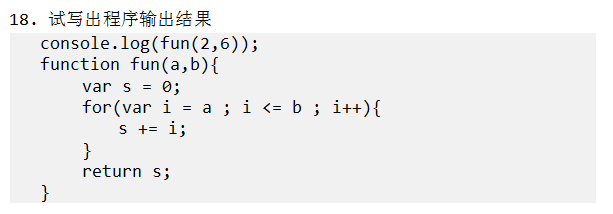 18. 试写出程序输出结果
console.log(fun(2,6));
function fun(a,b){
var s = 0;
for(var i = a ; i <= b ; i++){
s += i;
}
return s;
}